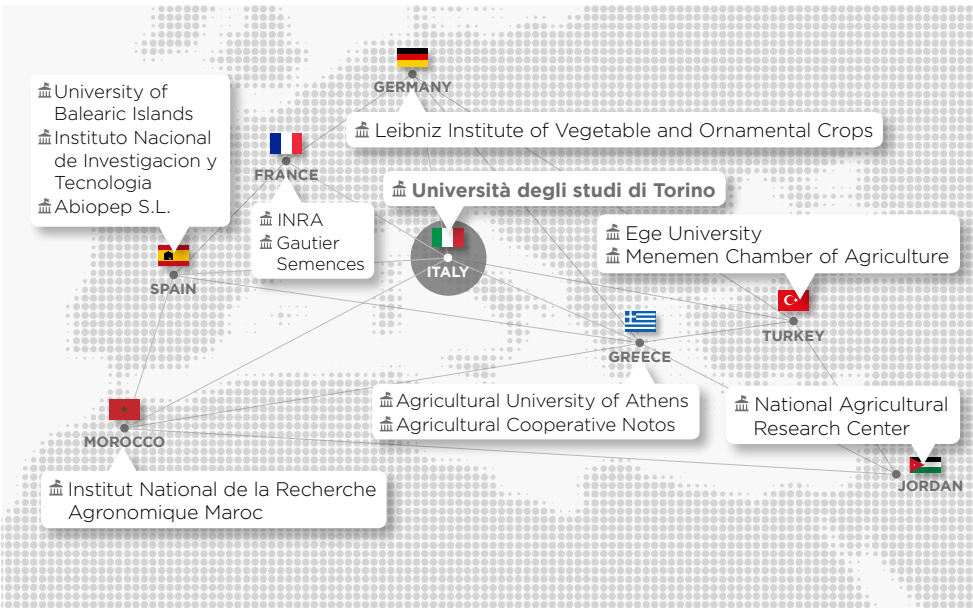 GERMANY
Leibniz Institute of Vegetable and Ornamental Crops
University of
Balearic Islands
Instituto Nacional
de Investigacion y
Tecnologia
Abiopep S.L.
SPAIN
FRANCE
INRA
Gautier
Semences
Università degli studi di Torino
ITALY
Ege University
Menemen Chamber of Agriculture
TURKEY
GREECE
Agricultural University of Athens
Agricultural Cooperative Notos
National Agricultural
Research Center
JORDAN
MOROCCO
Institut National de la Recherche
Agronomique Maroc